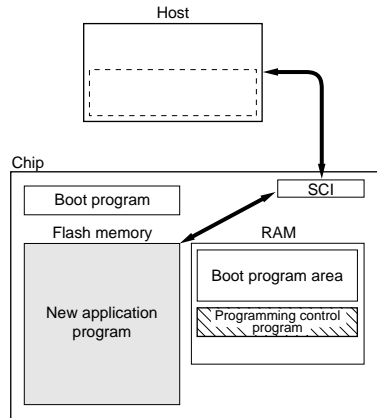 Host
Chip
SCI
Boot program
Flash memory
RAM
Boot program area
New application
program
Programming control
program